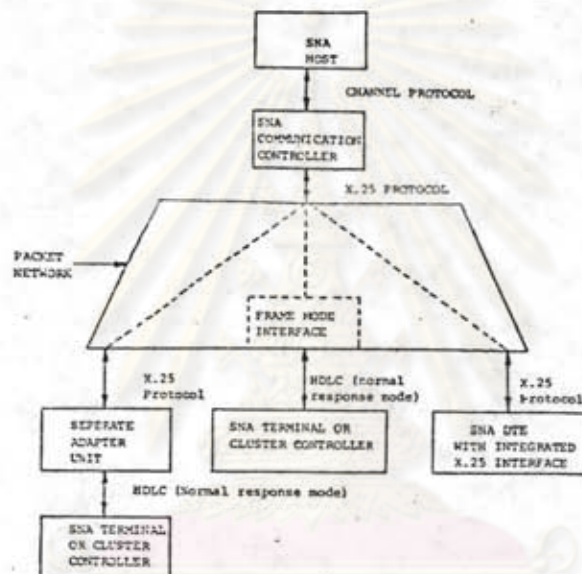 SNA
HOST
CHANNEL PROTOCOL
SNA
COMMUNICATION
CONTROLLER
X.25 PROTOCOL
PACKET
NETWORK
FRAME MODE
INTERFACE
X.25
Protocol
HDLC (normal
response mode)
X.25
Protocol
SEPERATE
ADAPTER
UNIT
SNA TERMINAL OR
CLUSTER CONTROLLER
SNA DTE
WITH INTEGRATED
X.25 INTERFACE
HDLC (Normal response mode)
SNA TERMINAL
OR CLUSTER
CONTROLLER